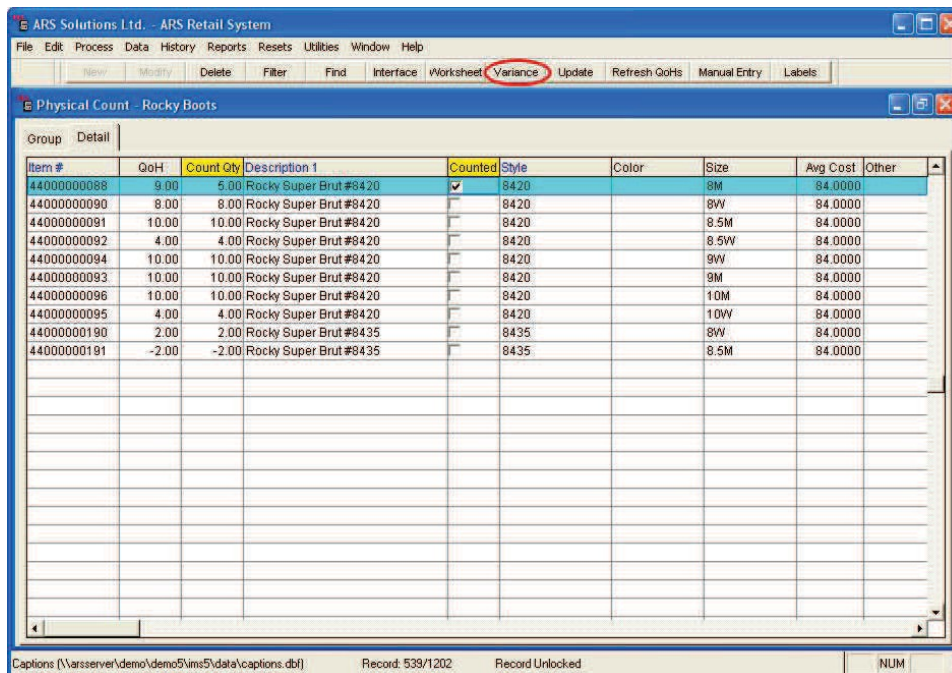 ARS Solutions Ltd. - ARS Retail System
File Edit Process Data History Reports Resets Utilities Window Help
New Modify Delete Filter Find Interface Worksheet Variance Update Refresh QoHs Manual Entry Labels
Physical Count - Rocky Boots
Group Detail
Item # QoH Count Qty Description 1 Counted Style Color Size Avg Cost Other
44000000088 9.00 5.00 Rocky Super Brut #8420 8420 8M 84.0000
44000000090 8.00 8.00 Rocky Super Brut #8420 8420 8W 84.0000
44000000091 10.00 10.00 Rocky Super Brut #8420 8420 8.5M 84.0000
44000000092 4.00 4.00 Rocky Super Brut #8420 8420 8.5W 84.0000
44000000094 10.00 10.00 Rocky Super Brut #8420 8420 9W 84.0000
44000000093 10.00 10.00 Rocky Super Brut #8420 8420 9M 84.0000
44000000096 10.00 10.00 Rocky Super Brut #8420 8420 10M 84.0000
44000000095 4.00 4.00 Rocky Super Brut #8420 8420 10W 84.0000
44000000190 2.00 2.00 Rocky Super Brut #8435 8435 8W 84.0000
44000000191 -2.00 -2.00 Rocky Super Brut #8435 8435 8.5M 84.0000
Captions (\\arsserver\demo\demo5\ims5\data\captions.dbf) Record: 539/1202 Record Unlocked NUM